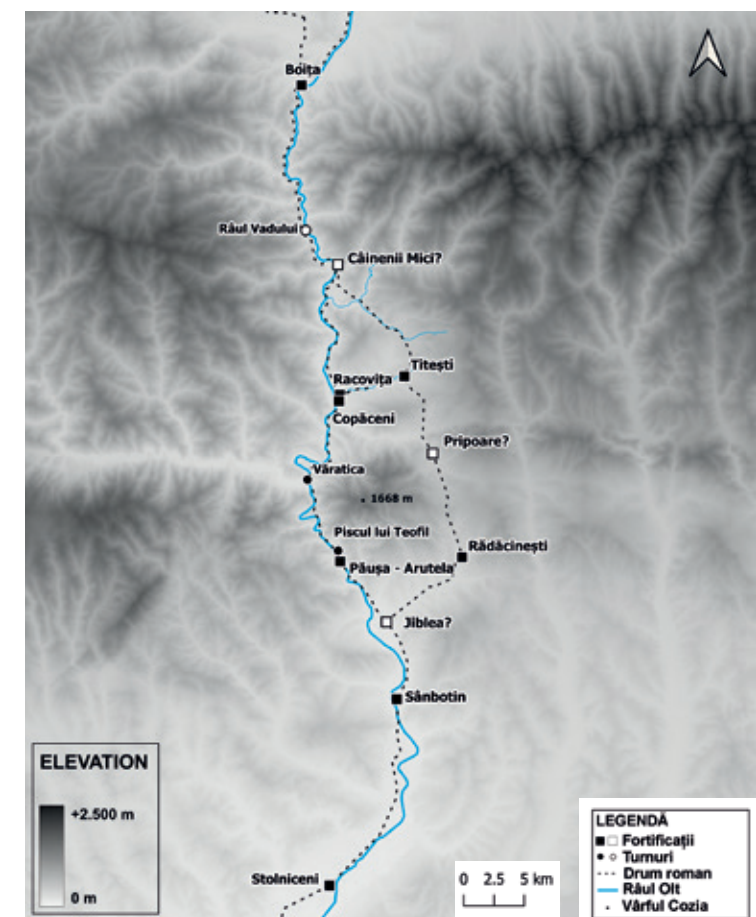 Boița
Râul Vadului
Câinenii Mici?
Titești
Racovița
Copăceni
Pripoare?
Văratica
1668 m
Piscul lui Teofil
Rădăcinești
Păușa - Arutela
Jiblea?
Sânbotin
Stolniceni
ELEVATION
+2.500 m
0 m
0 2.5 5 km
LEGENDĂ
Fortificații
Turnuri
Drum roman
Râul Olt
Vârful Cozia